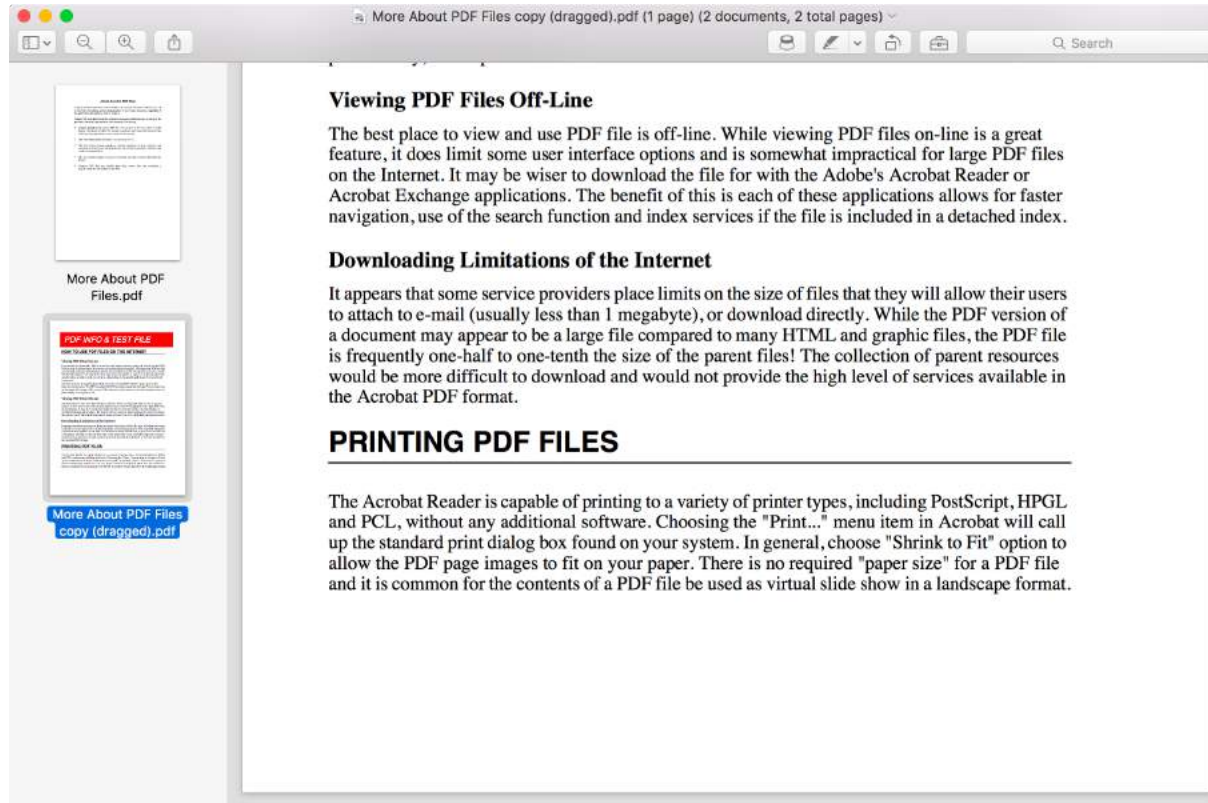 More About PDF Files copy (dragged).pdf (1 page) (2 documents, 2 total pages)
Search
More About PDF
Files.pdf
PDF INFO & TEST FILE
HOW TO USE PDF FILES ON THE INTERNET
PRINTING PDF FILES
More About PDF Files
copy (dragged).pdf
Viewing PDF Files Off-Line
The best place to view and use PDF file is off-line. While viewing PDF files on-line is a great
feature, it does limit some user interface options and is somewhat impractical for large PDF files
on the Internet. It may be wiser to download the file for with the Adobe's Acrobat Reader or
Acrobat Exchange applications. The benefit of this is each of these applications allows for faster
navigation, use of the search function and index services if the file is included in a detached index.
Downloading Limitations of the Internet
It appears that some service providers place limits on the size of files that they will allow their users
to attach to e-mail (usually less than 1 megabyte), or download directly. While the PDF version of
a document may appear to be a large file compared to many HTML and graphic files, the PDF file
is frequently one-half to one-tenth the size of the parent files! The collection of parent resources
would be more difficult to download and would not provide the high level of services available in
the Acrobat PDF format.
PRINTING PDF FILES
The Acrobat Reader is capable of printing to a variety of printer types, including PostScript, HPGL
and PCL, without any additional software. Choosing the "Print..." menu item in Acrobat will call
up the standard print dialog box found on your system. In general, choose "Shrink to Fit" option to
allow the PDF page images to fit on your paper. There is no required "paper size" for a PDF file
and it is common for the contents of a PDF file be used as virtual slide show in a landscape format.